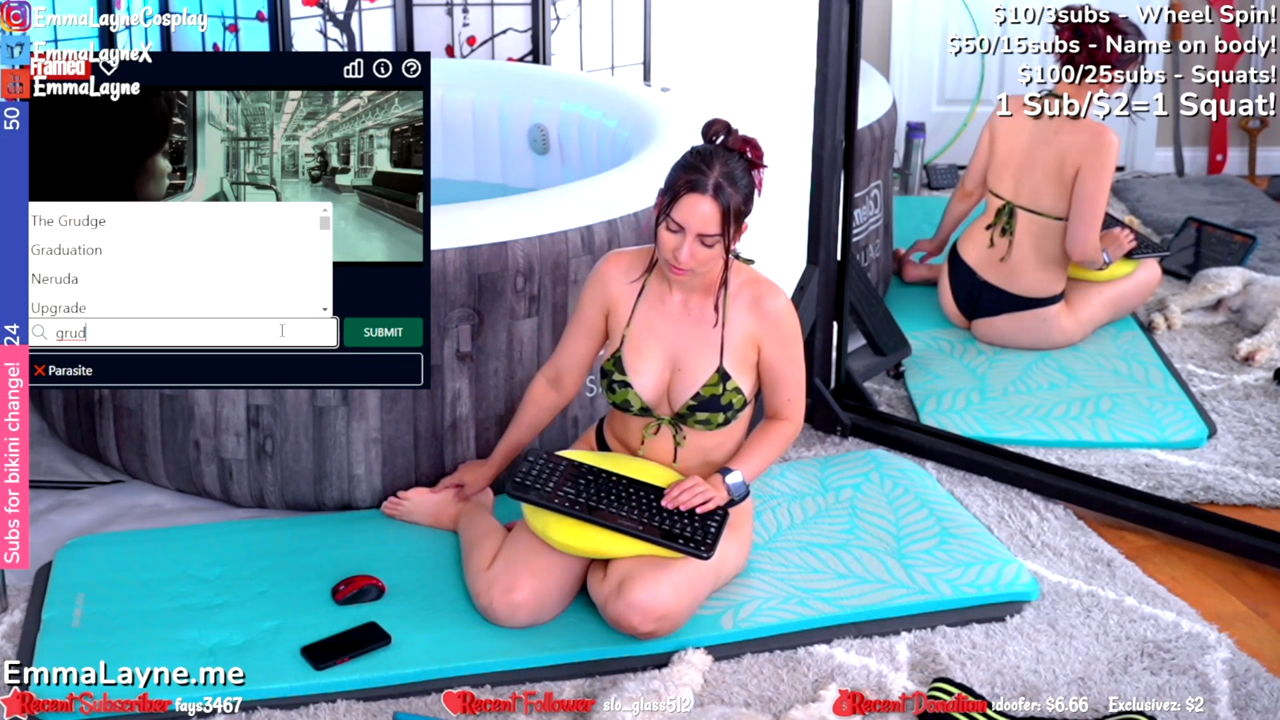 EmmaLayneCosplay
EmmaLayneX
Framed
EmmaLayne
$10/3subs - Wheel Spin!
$50/15subs - Name on body!
$100/25subs - Squats!
1 Sub/$2=1 Squat!
50
24
Subs for bikini change!
The Grudge
Graduation
Neruda
Upgrade
grud
SUBMIT
Parasite
EmmaLayne.me
Recent Subscriber fays3467
Recent Follower slo_glass512
Recent Donation doofer: $6.66 Exclusivez: $2